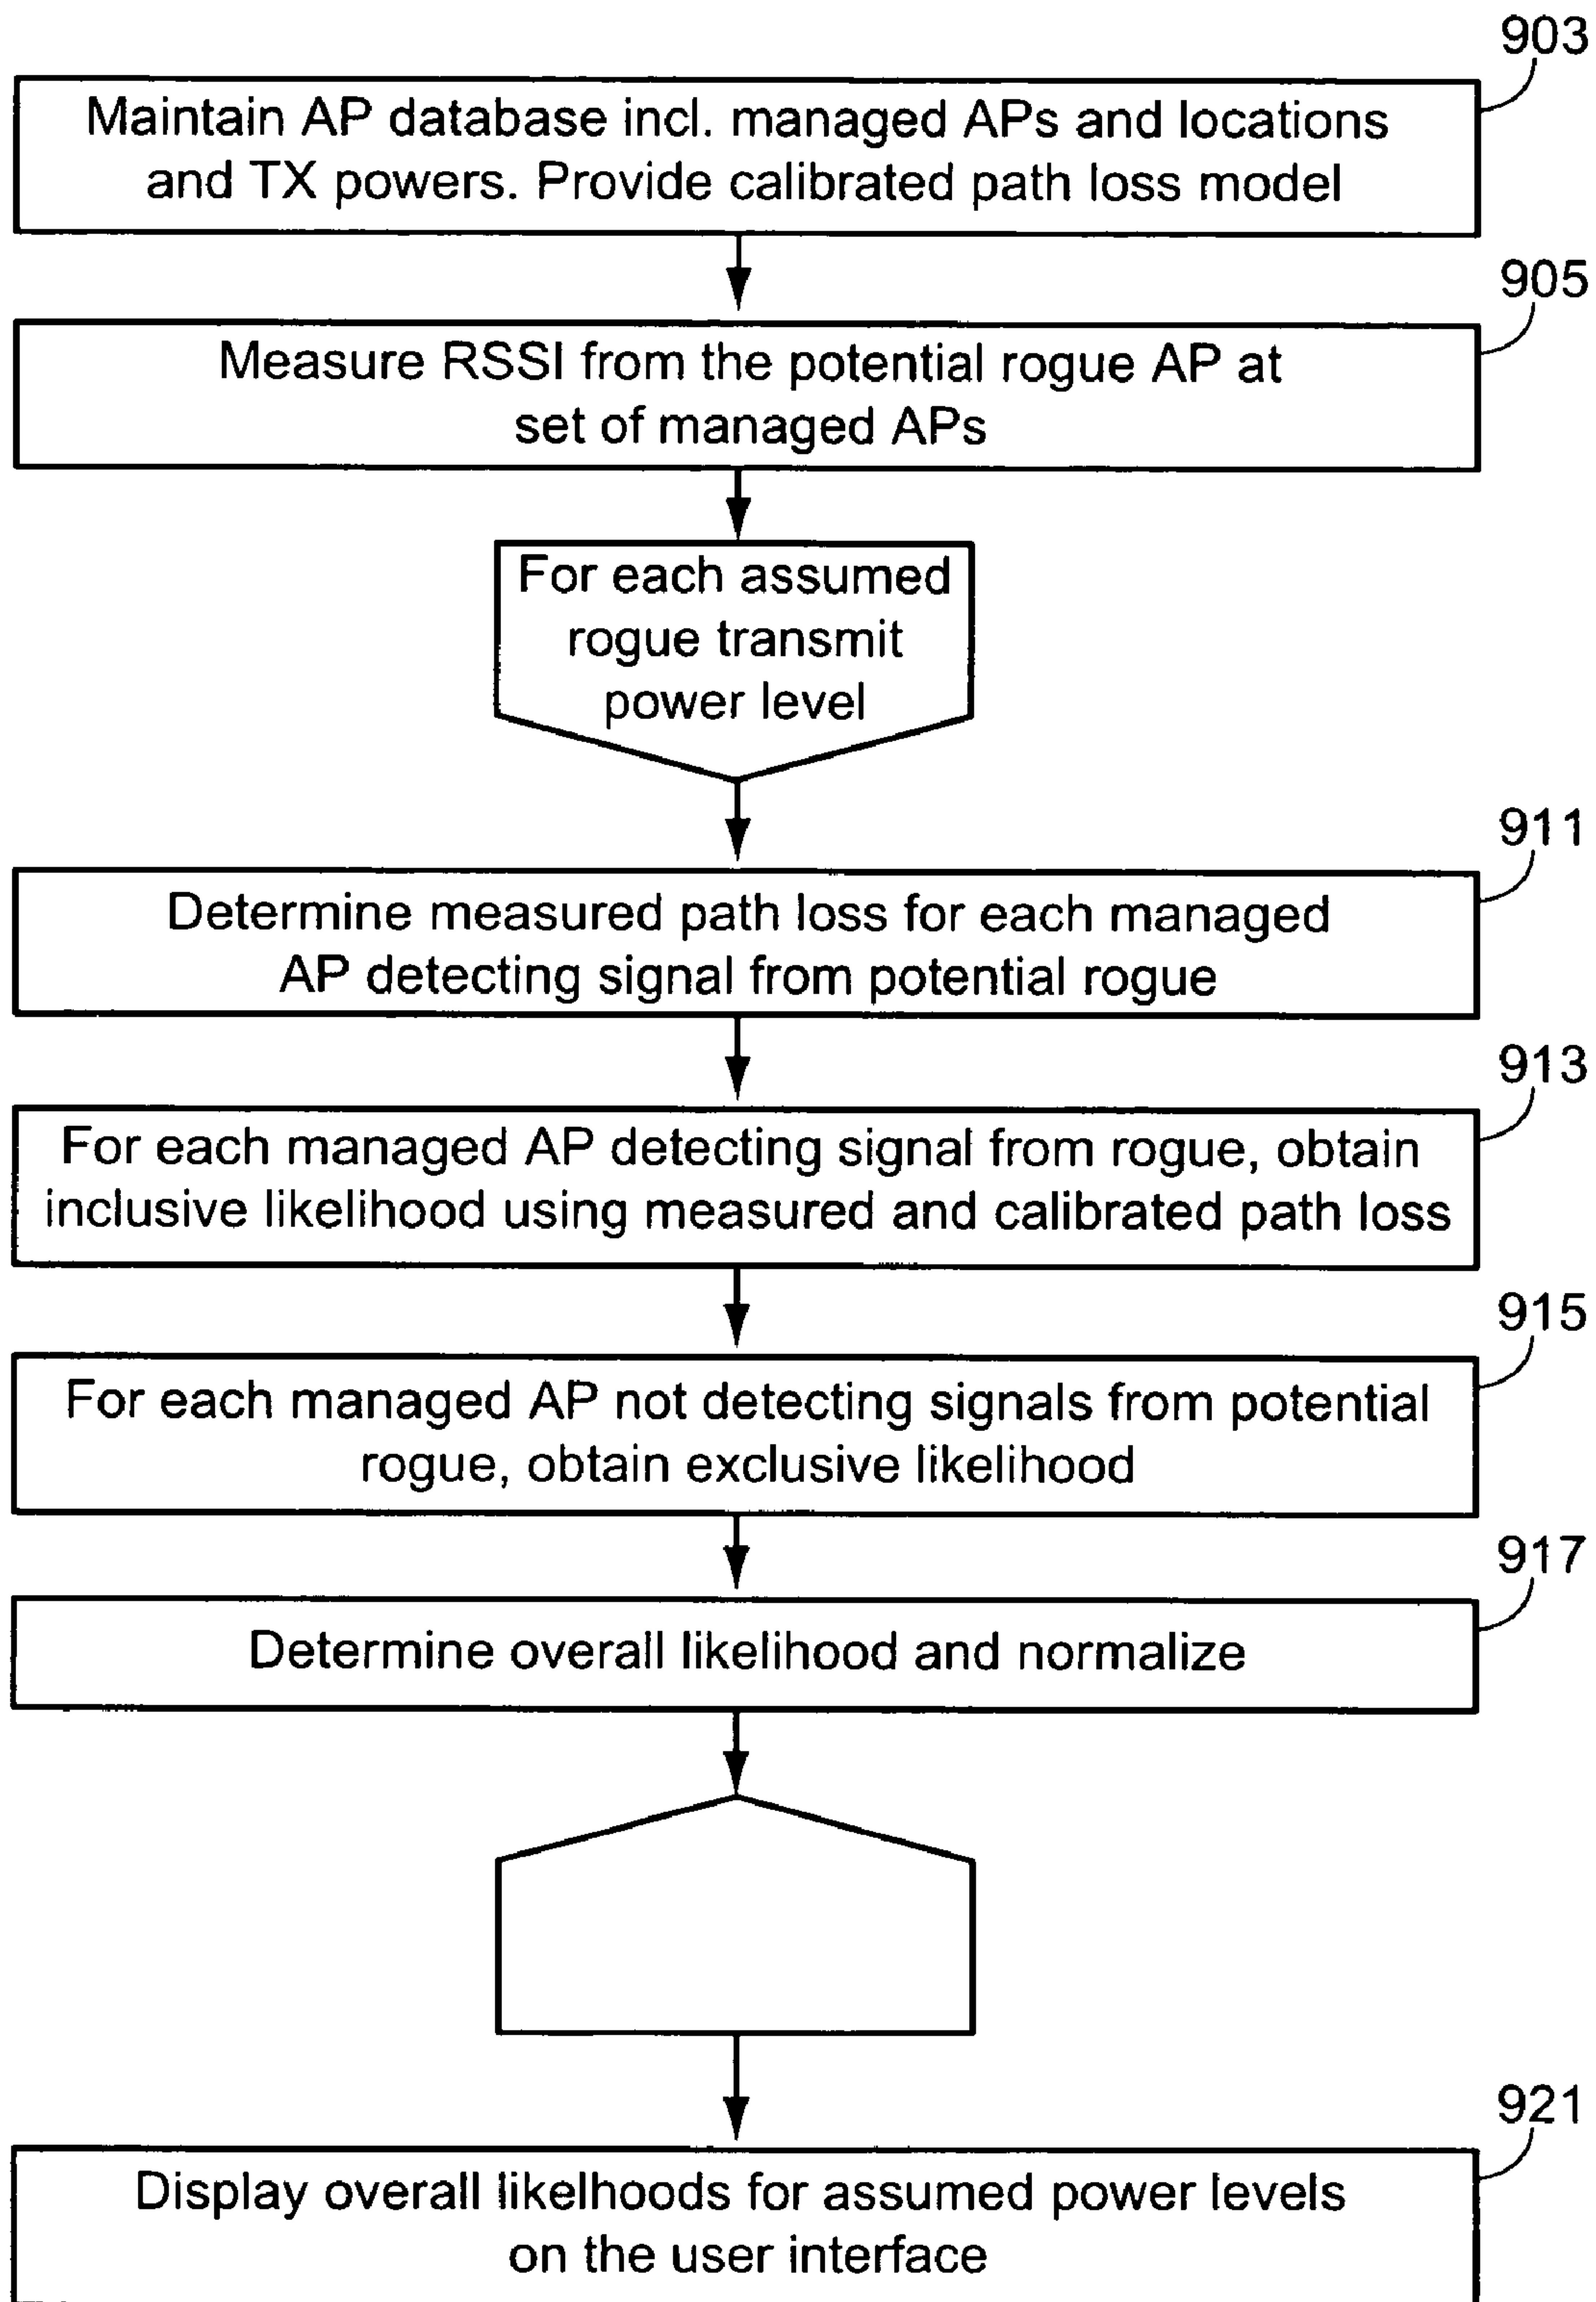 903
Maintain AP database incl. managed APs and locations
and TX powers. Provide calibrated path loss model
905
Measure RSSI from the potential rogue AP at
set of managed APs
For each assumed
rogue transmit
power level
911
Determine measured path loss for each managed
AP detecting signal from potential rogue
913
For each managed AP detecting signal from rogue, obtain
inclusive likelihood using measured and calibrated path loss
915
For each managed AP not detecting signals from potential
rogue, obtain exclusive likelihood
917
Determine overall likelihood and normalize
921
Display overall likelhoods for assumed power levels
on the user interface